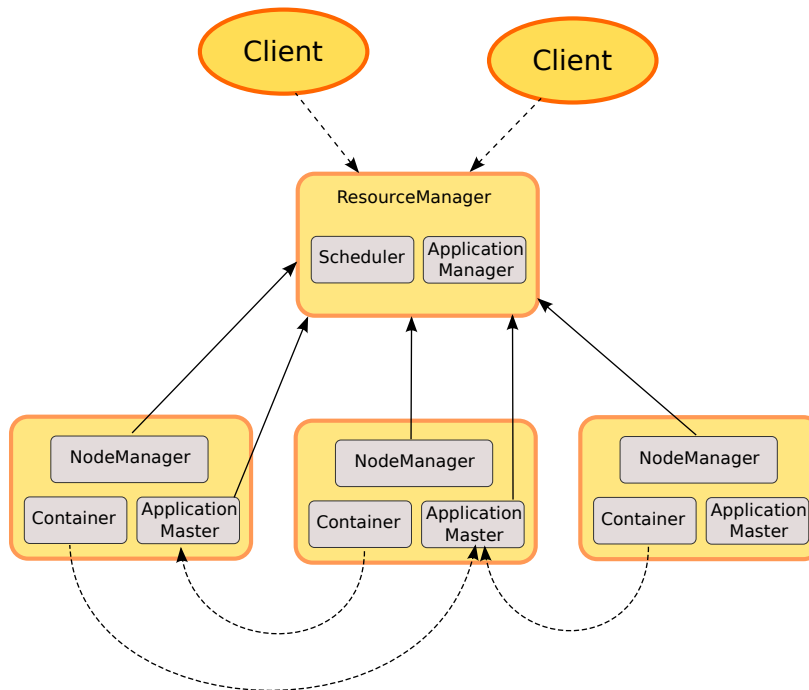 Client
Client
ResourceManager
Scheduler
Application
Manager
NodeManager
Container
Application
Master
NodeManager
Container
Application
Master
NodeManager
Container
Application
Master